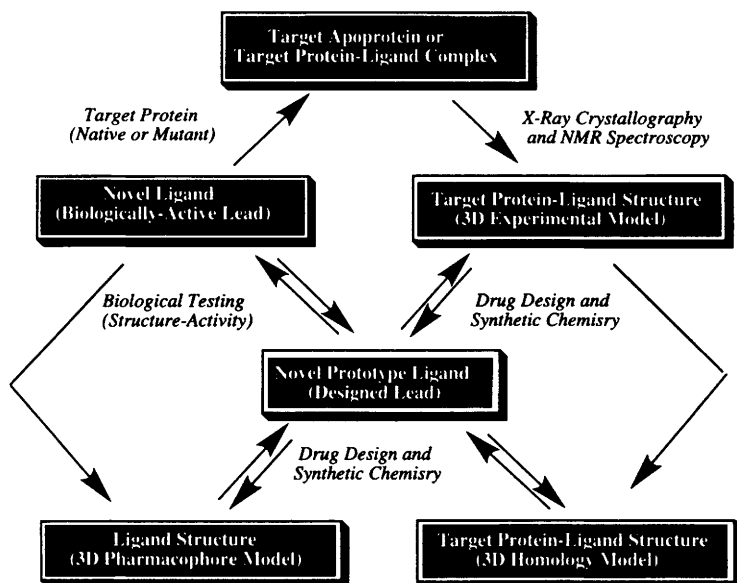 Target Apoprotein or
Target Protein-Ligand Complex
Target Protein
(Native or Mutant)
X-Ray Crystallography
and NMR Spectroscopy
Novel Ligand
(Biologically-Active Lead)
Target Protein-Ligand Structure
(3D Experimental Model)
Biological Testing
(Structure-Activity)
Drug Design and
Synthetic Chemisry
Novel Prototype Ligand
(Designed Lead)
Drug Design and
Synthetic Chemisry
Ligand Structure
(3D Pharmacophore Model)
Target Protein-Ligand Structure
(3D Homology Model)